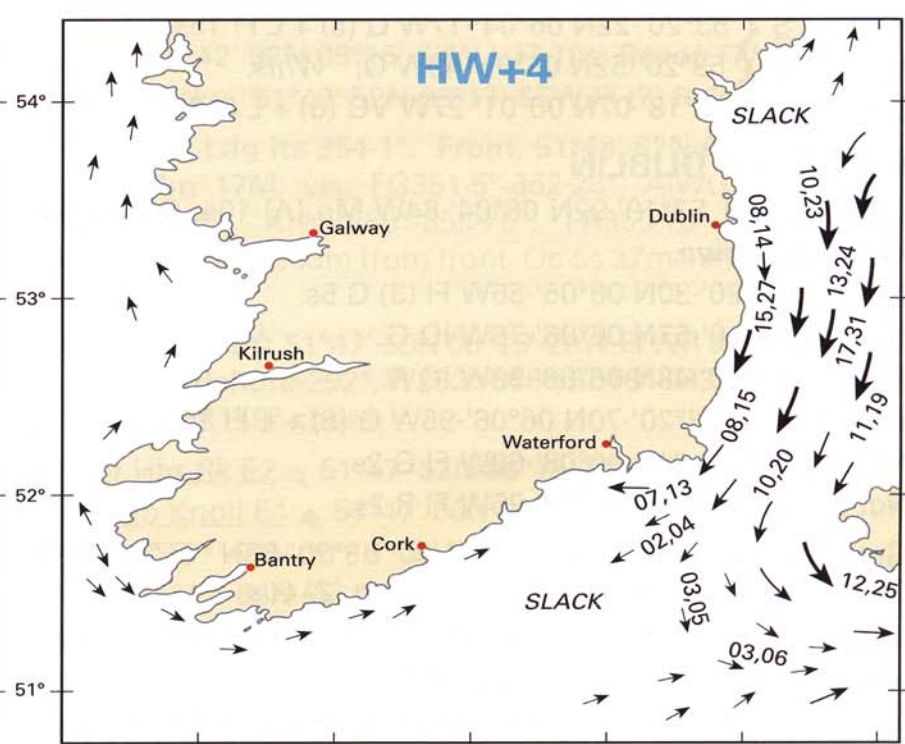 HW+4
54°
SLACK
10,23
Dublin
08,14
Galway
13,24
53°
15,27
17,31
Kilrush
08,15
11,19
Waterford
10,20
52°
07,13
02,04
Cork
Bantry
12,25
SLACK
03,05
03,06
51°